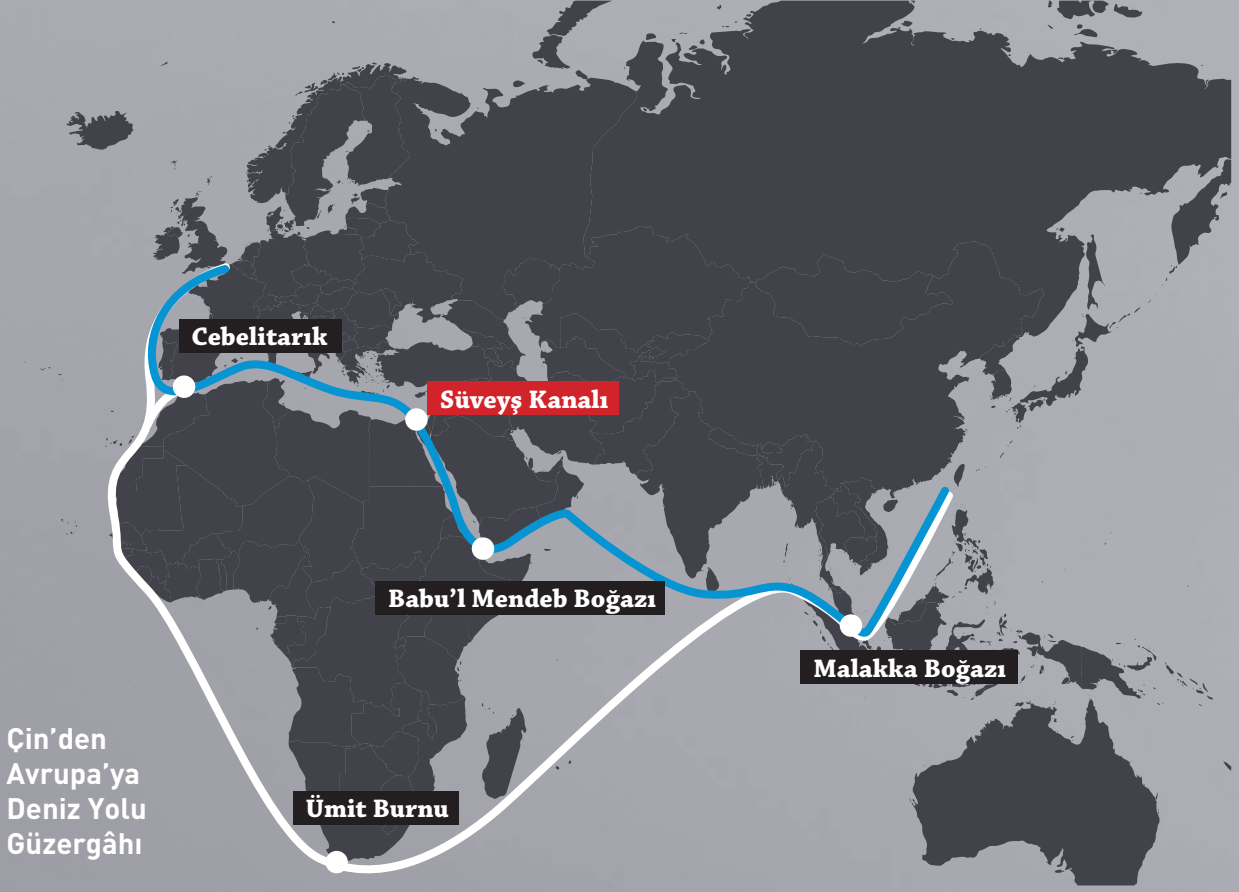 Cebelitarık
Süveyş Kanalı
Babu’l Mendeb Boğazı
Malakka Boğazı
Çin’den
Avrupa’ya
Deniz Yolu
Güzergâhı
Ümit Burnu